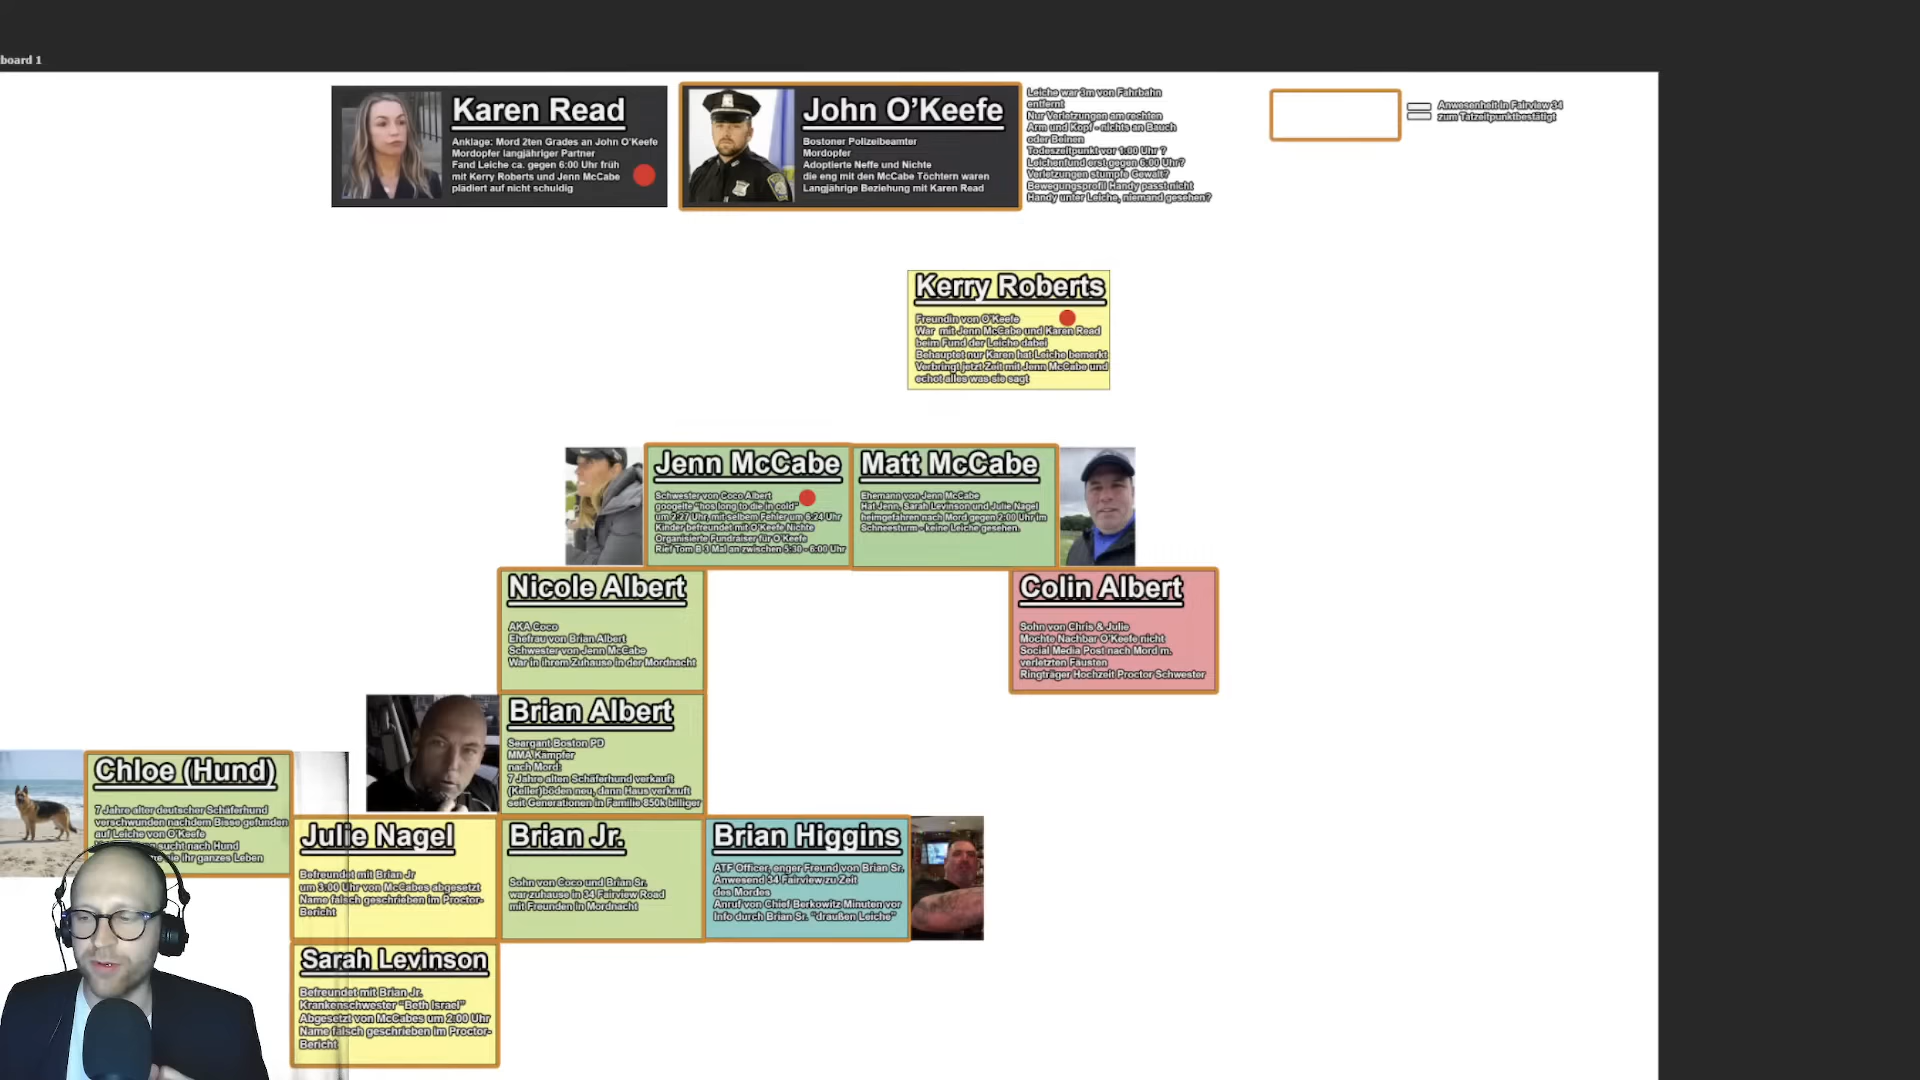 board 1
Karen Read
Anklage: Mord 2ten Grades an John O'Keefe
Mordopfer langjähriger Partner
Fand Leiche ca. gegen 6:00 Uhr früh
mit Kerry Roberts und Jenn McCabe
plädiert auf nicht schuldig
John O'Keefe
Bostoner Polizeibeamter
Mordopfer
Adoptierte Neffe und Nichte
die eng mit den McCabe Töchtern waren
Langjährige Beziehung mit Karen Read
Leiche war 3m von Fahrbahn
entfernt
Nur Verletzungen am rechten
Arm und Kopf - nichts an Bauch
oder Beinen
Todeszeitpunkt vor 1:00 Uhr ?
Leichenfund erst gegen 6:00 Uhr?
Verletzungen stumpfe Gewalt?
Bewegungsprofil Handy passt nicht
Handy unter Leiche, niemand gesehen?
Anwesenheit in Fairview 34
zum Tatzeitpunktbestätigt
Kerry Roberts
Freundin von O'Keefe
War mit Jenn McCabe und Karen Read
beim Fund der Leiche dabei
Behauptet nur Karen hat Leiche bemerkt
Verbringt jetzt Zeit mit Jenn McCabe und
echot alles was sie sagt
Jenn McCabe
Schwester von Coco Albert
googelte "hos long to die in cold"
um 2:27 Uhr, mit selbem Fehler um 6:24 Uhr
Kinder befreundet mit O'Keefe Nichte
Organisierte Fundraiser für O'Keefe
Rief Tom B 3 Mal an zwischen 5:30 - 6:00 Uhr
Matt McCabe
Ehemann von Jenn McCabe
Hat Jenn, Sarah Levinson und Julie Nagel
heimgefahren nach Mord gegen 2:00 Uhr im
Schneesturm - keine Leiche gesehen.
Nicole Albert
AKA Coco
Ehefrau von Brian Albert
Schwester von Jenn McCabe
War in ihrem Zuhause in der Mordnacht
Colin Albert
Sohn von Chris & Julie
Mochte Nachbar O'Keefe nicht
Social Media Post nach Mord m.
verletzten Fäusten
Ringträger Hochzeit Proctor Schwester
Brian Albert
Seargant Boston PD
MMA Kämpfer
nach Mord:
7 Jahre alten Schäferhund verkauft
(Keller)böden neu, dann Haus verkauft
seit Generationen in Familie 850k billiger
Chloe (Hund)
7 Jahre alter deutscher Schäferhund
verschwunden nachdem Bisse gefunden
auf Leiche von O'Keefe
sucht nach Hund
sie ihr ganzes Leben
Julie Nagel
Befreundet mit Brian Jr
um 3:00 Uhr von McCabes abgesetzt
Name falsch geschrieben im Proctor-
Bericht
Brian Jr.
Sohn von Coco und Brian Sr.
war zuhause in 34 Fairview Road
mit Freunden in Mordnacht
Brian Higgins
ATF Officer, enger Freund von Brian Sr.
Anwesend 34 Fairview zu Zeit
des Mordes
Anruf von Chief Berkowitz Minuten vor
Info durch Brian Sr. "draußen Leiche"
Sarah Levinson
Befreundet mit Brian Jr.
Krankenschwester "Beth Israel"
Abgesetzt von McCabes um 2:00 Uhr
Name falsch geschrieben im Proctor-
Bericht